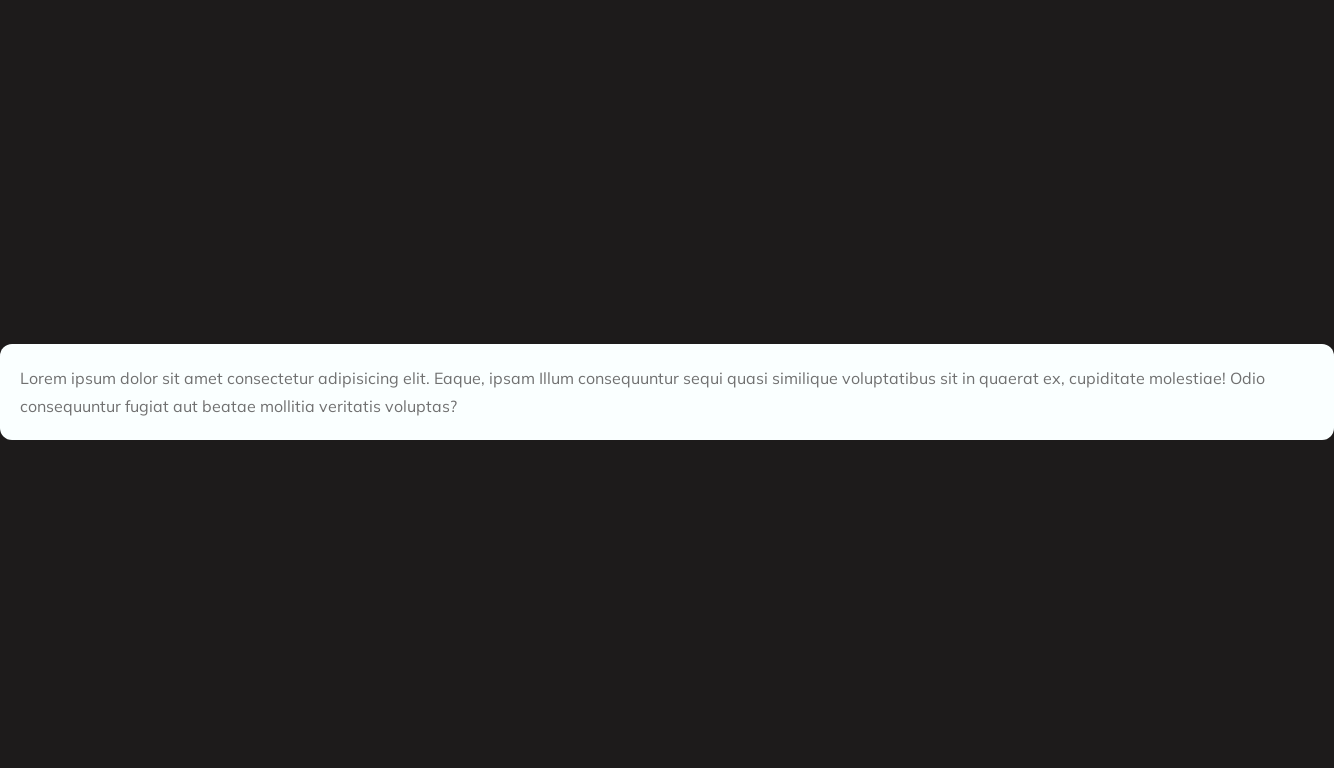 Lorem ipsum dolor sit amet consectetur adipisicing elit. Eaque, ipsam Illum consequuntur sequi quasi similique voluptatibus sit in quaerat ex, cupiditate molestiae! Odio
consequuntur fugiat aut beatae mollitia veritatis voluptas?